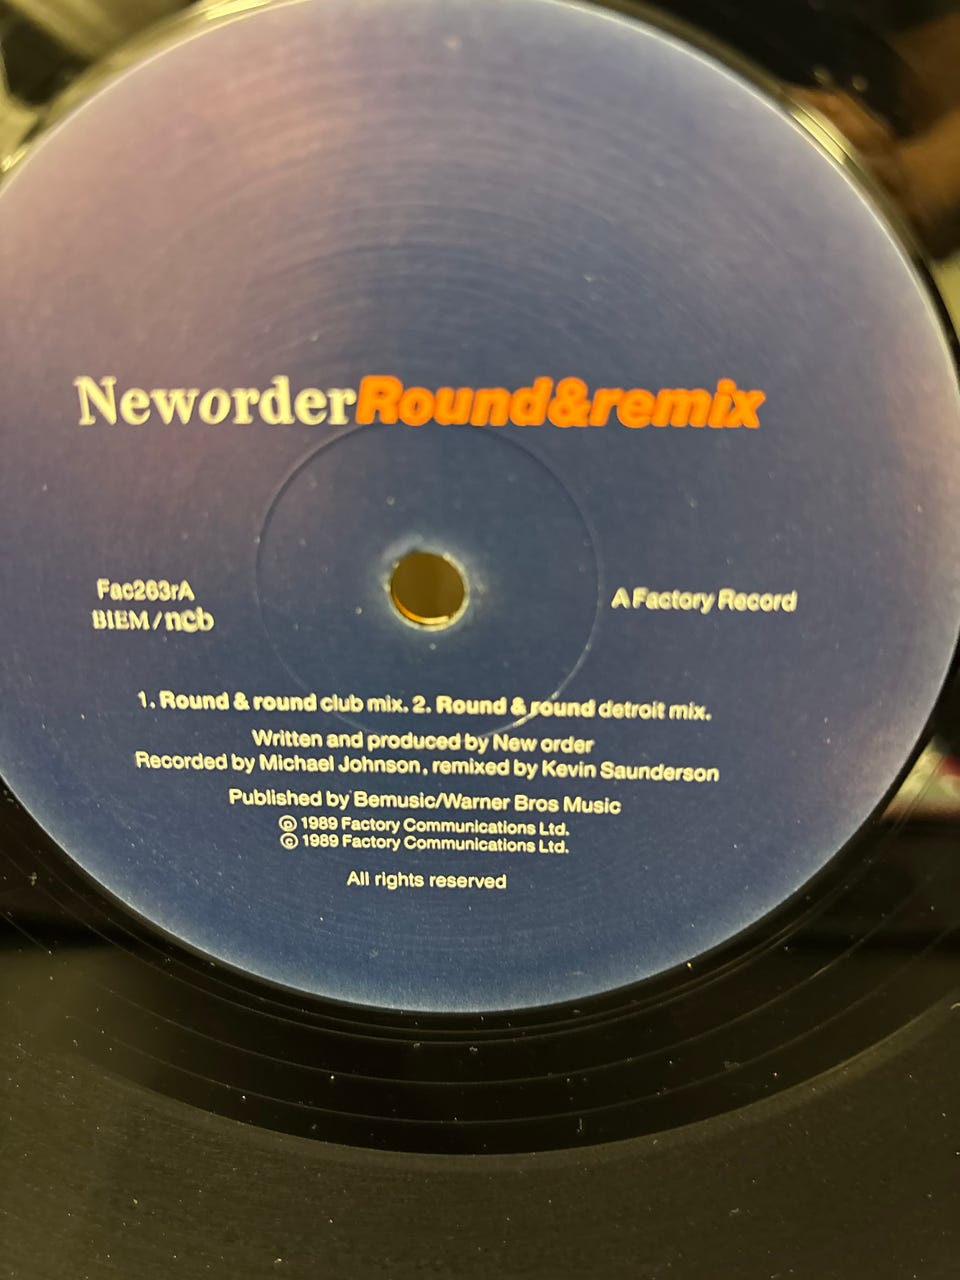 NeworderRound&remix
Fac263rA
BIEM/ncb
A Factory Record
1. Round & round club mix. 2. Round & round detroit mix.
Written and produced by New order
Recorded by Michael Johnson, remixed by Kevin Saunderson
Published by Bemusic/Warner Bros Music
℗ 1989 Factory Communications Ltd.
© 1989 Factory Communications Ltd.
All rights reserved